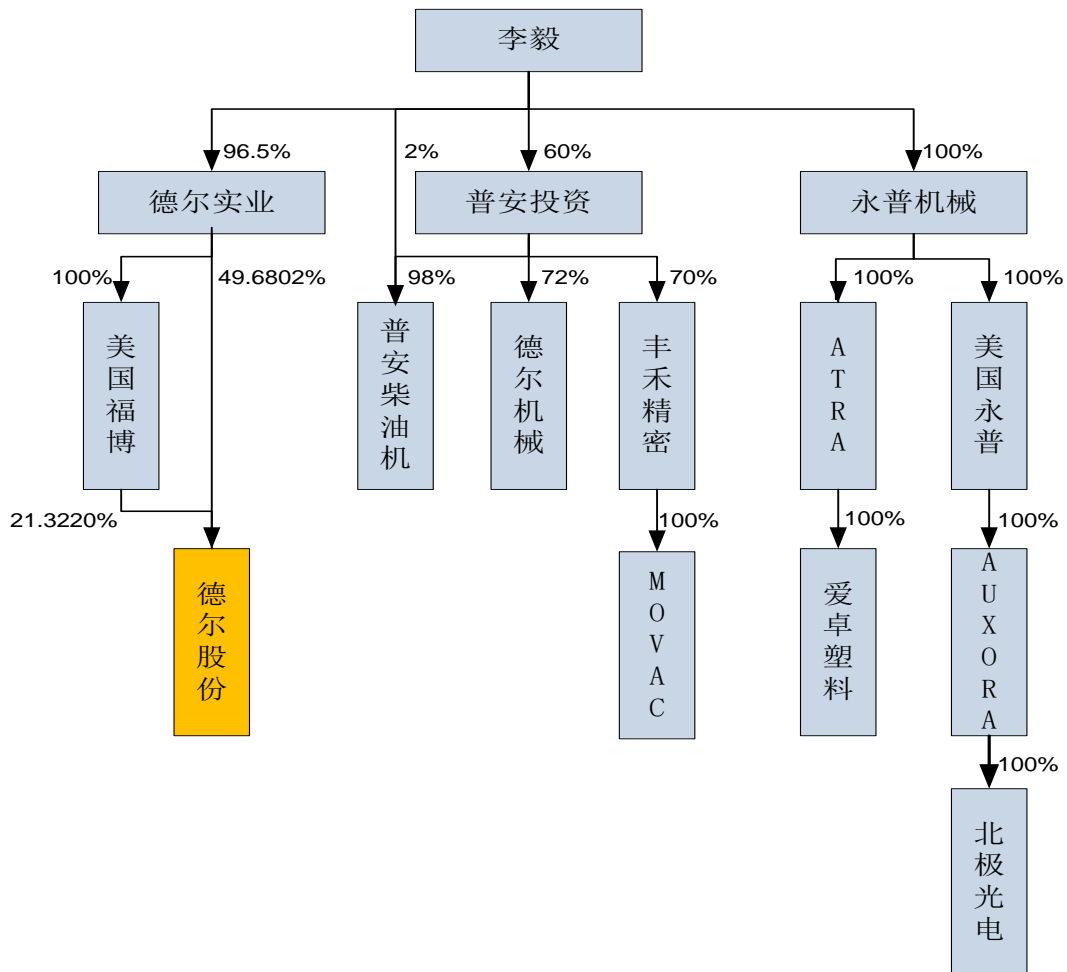 李毅
96.5%
2%
60%
100%
德尔实业
普安投资
永普机械
100%
49.6802%
98%
72%
70%
100%
100%
美国福博
普安柴油机
德尔机械
丰禾精密
ATRA
美国永普
21.3220%
100%
100%
100%
德尔股份
MOVAC
爱卓塑料
AUXORA
100%
北极光电